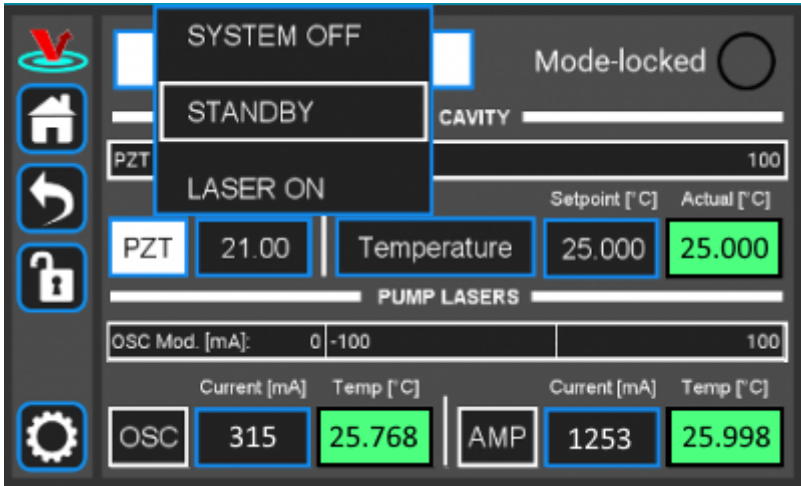 SYSTEM OFF
STANDBY
LASER ON
Mode-locked
CAVITY
PZT 100
Setpoint [°C] Actual [°C]
PZT 21.00 Temperature 25.000 25.000
PUMP LASERS
OSC Mod. [mA]: 0 -100 100
Current [mA] Temp [°C] Current [mA] Temp [°C]
OSC 315 25.768 AMP 1253 25.998